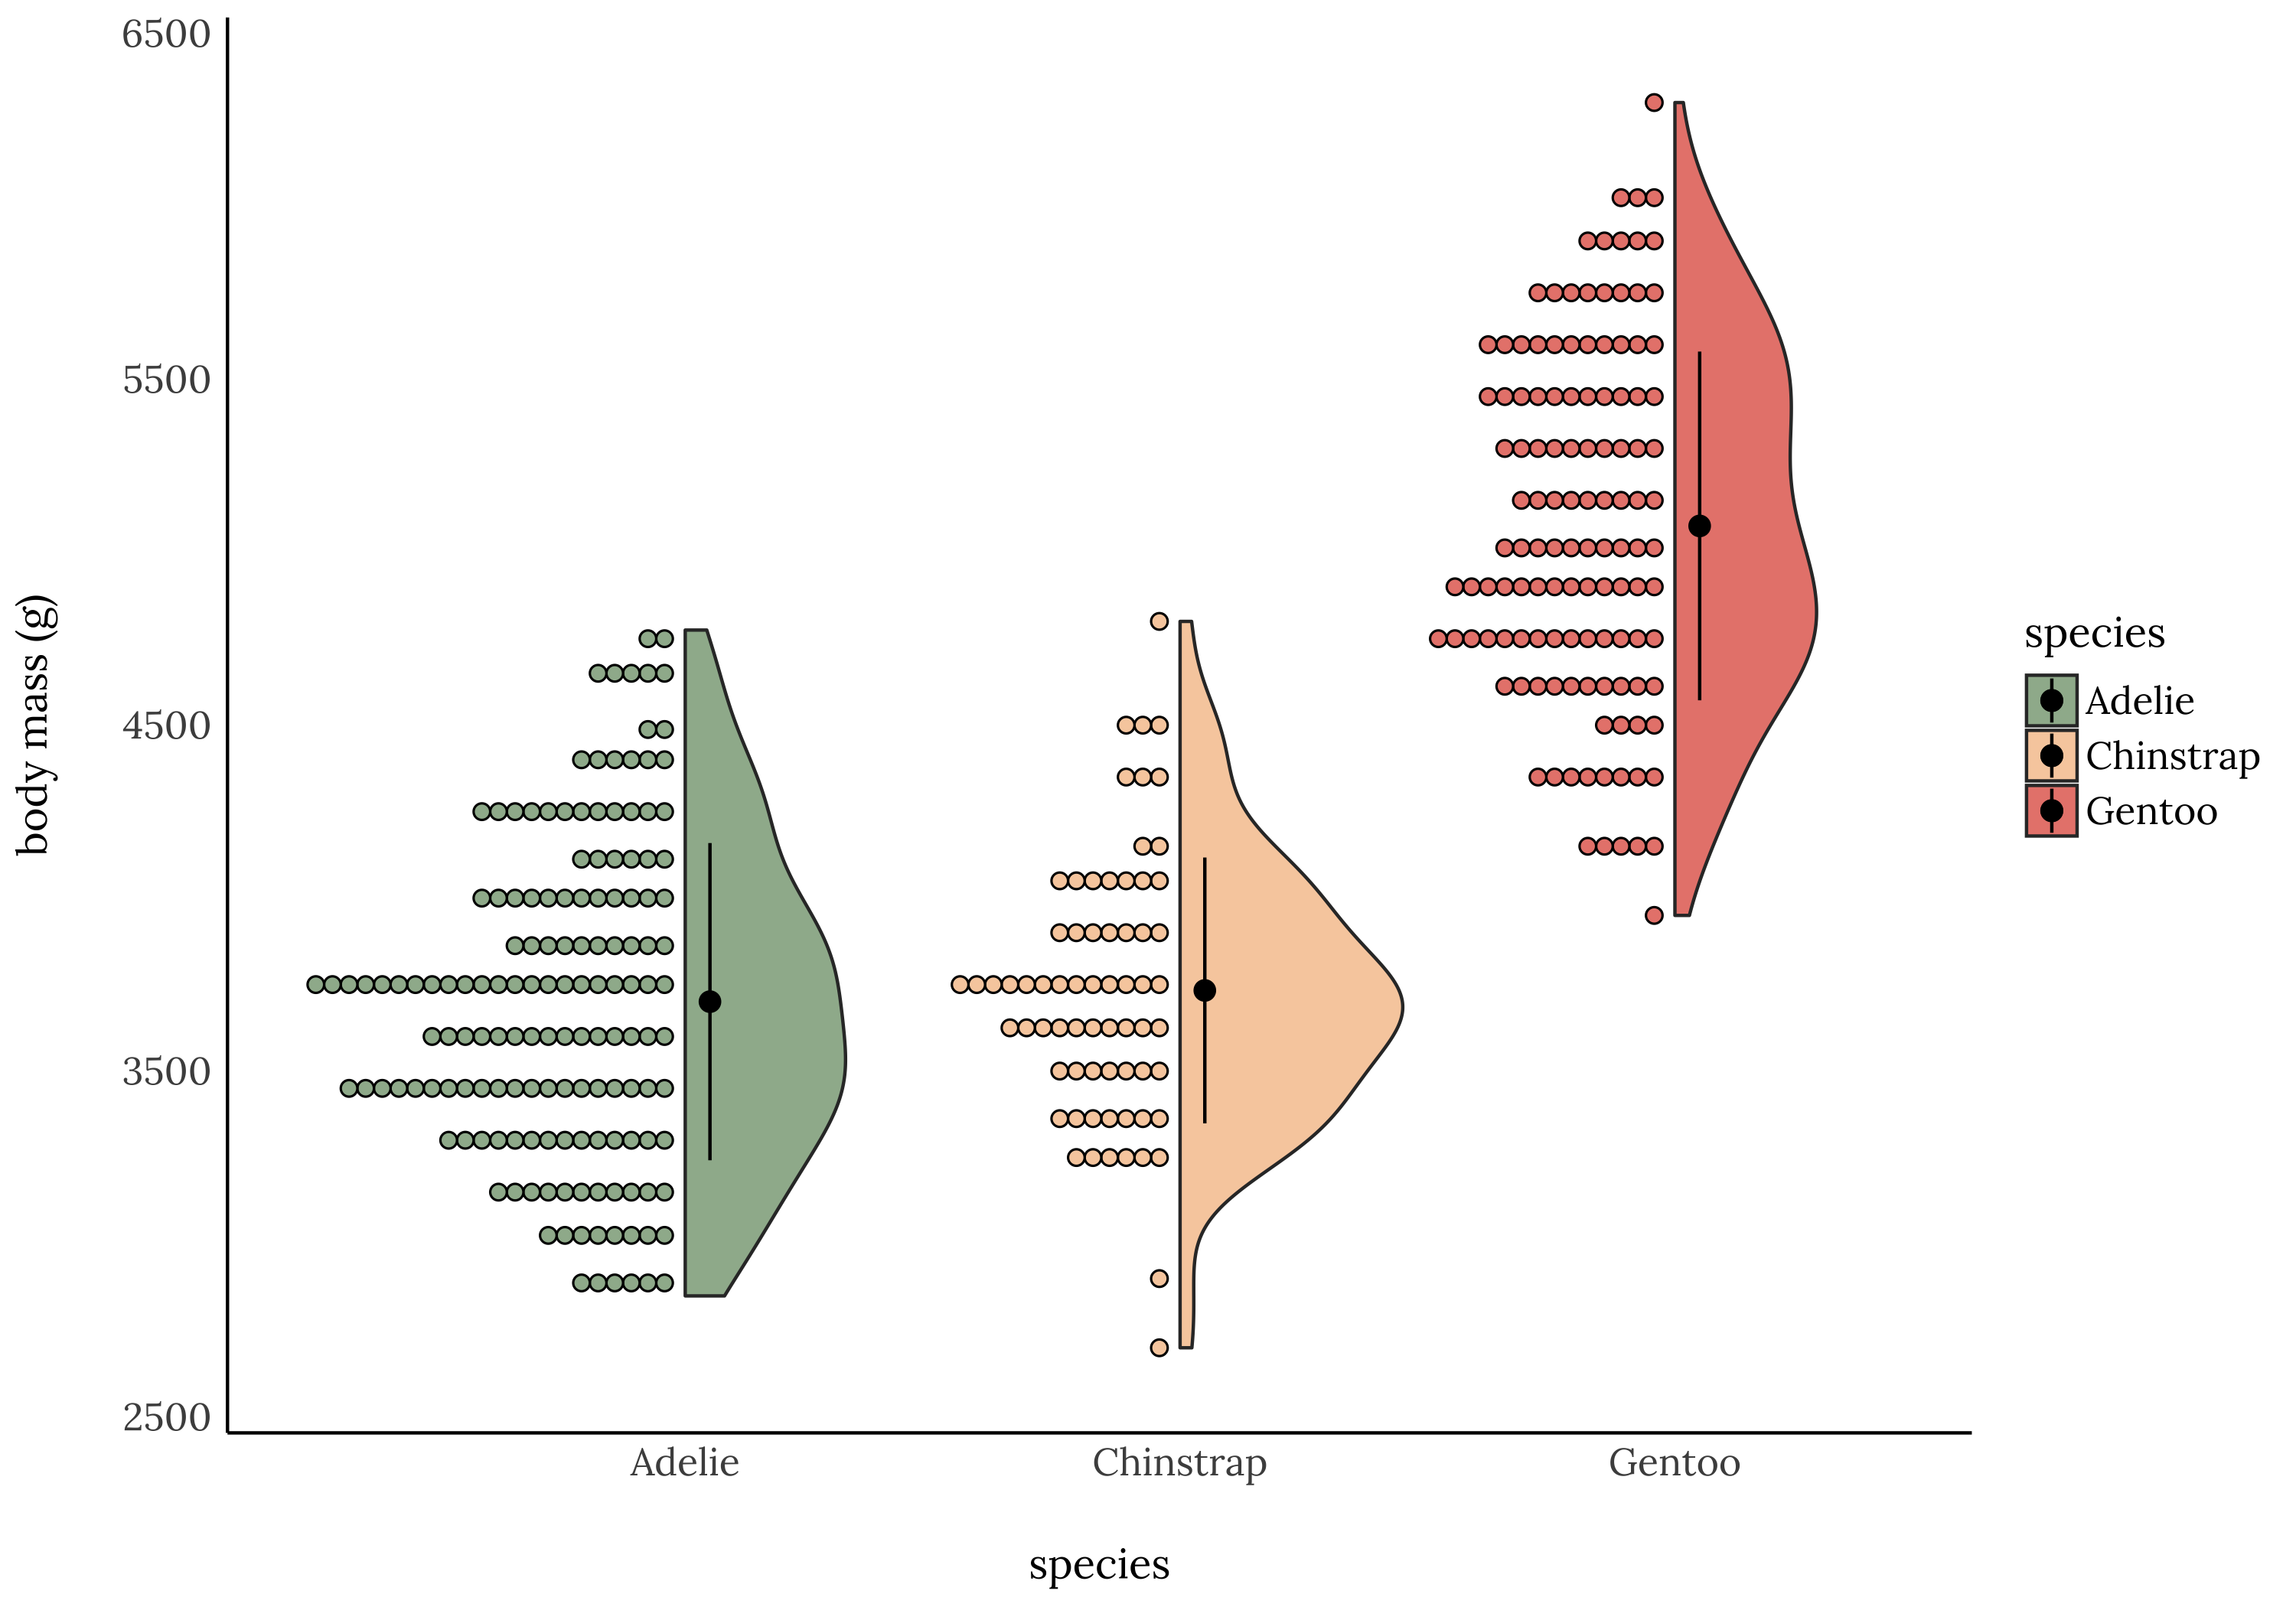 6500
5500
4500
3500
2500
body mass (g)
Adelie
Chinstrap
Gentoo
species
species
Adelie
Chinstrap
Gentoo